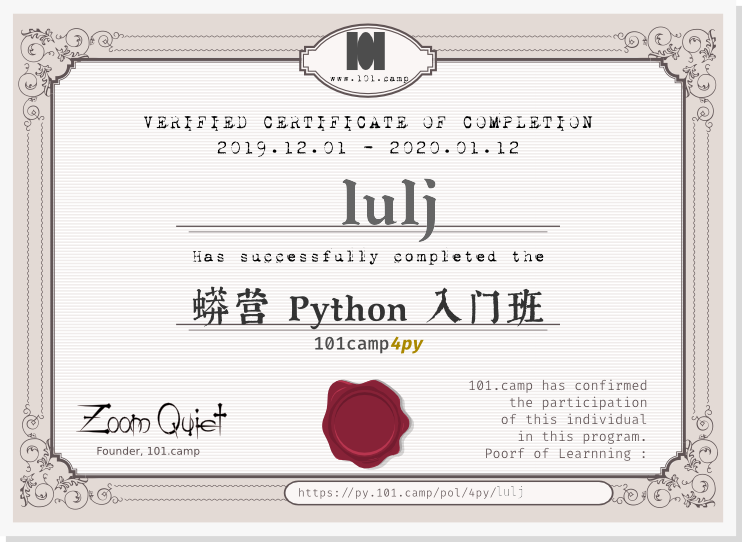 101
www.101.camp
VERIFIED CERTIFICATE OF COMPLETION
2019.12.01 - 2020.01.12
lulj
Has successfully completed the
蟒营 Python 入门班
101camp4py
101.camp has confirmed
the participation
of this individual
in this program.
Poorf of Learnning :
Zoom Quiet
Founder, 101.camp
https://py.101.camp/pol/4py/lulj